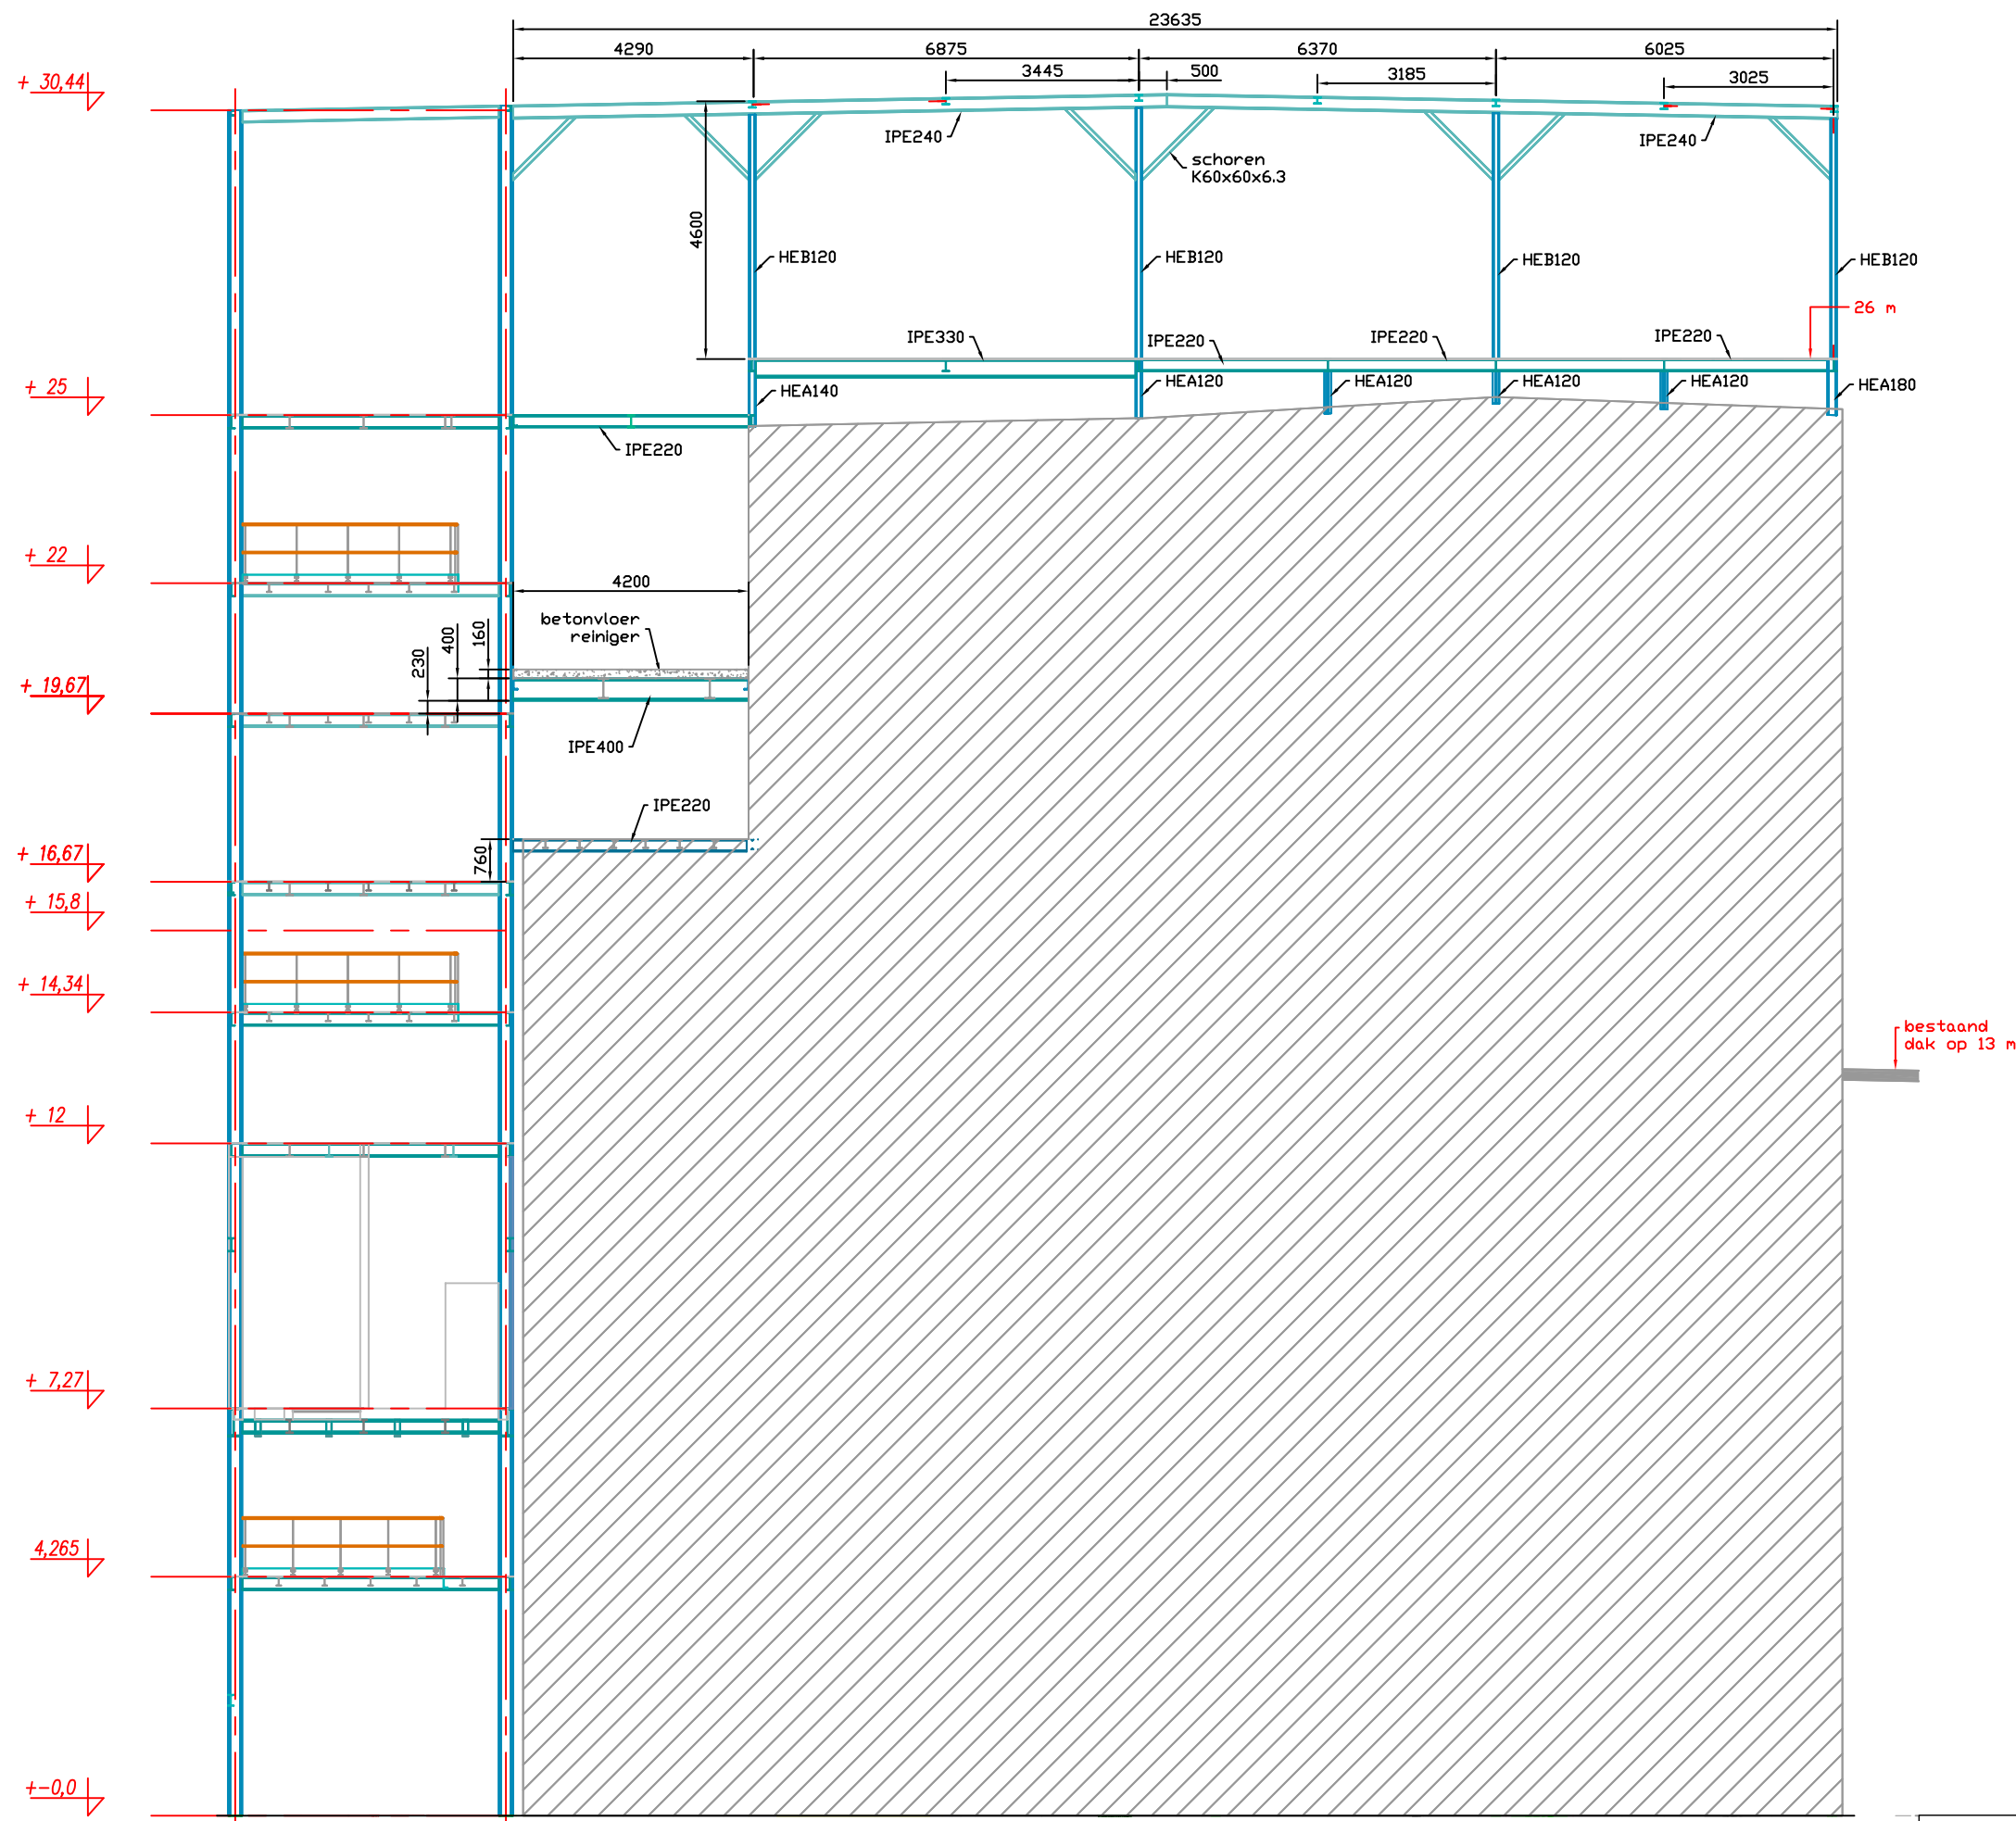 23635
4290
6875
6370
6025
3445
500
3185
3025
+ 30,44
IPE240
IPE240
schoren
K60x60x6.3
4600
HEB120
HEB120
HEB120
HEB120
26 m
IPE330
IPE220
IPE220
IPE220
+ 25
HEA140
HEA120
HEA120
HEA120
HEA120
HEA180
IPE220
+ 22
4200
betonvloer
reiniger
160
400
230
+ 19,67
IPE400
IPE220
760
+ 16,67
+ 15,8
+ 14,34
bestaand
dak op 13 m
+ 12
+ 7,27
4,265
+-0,0